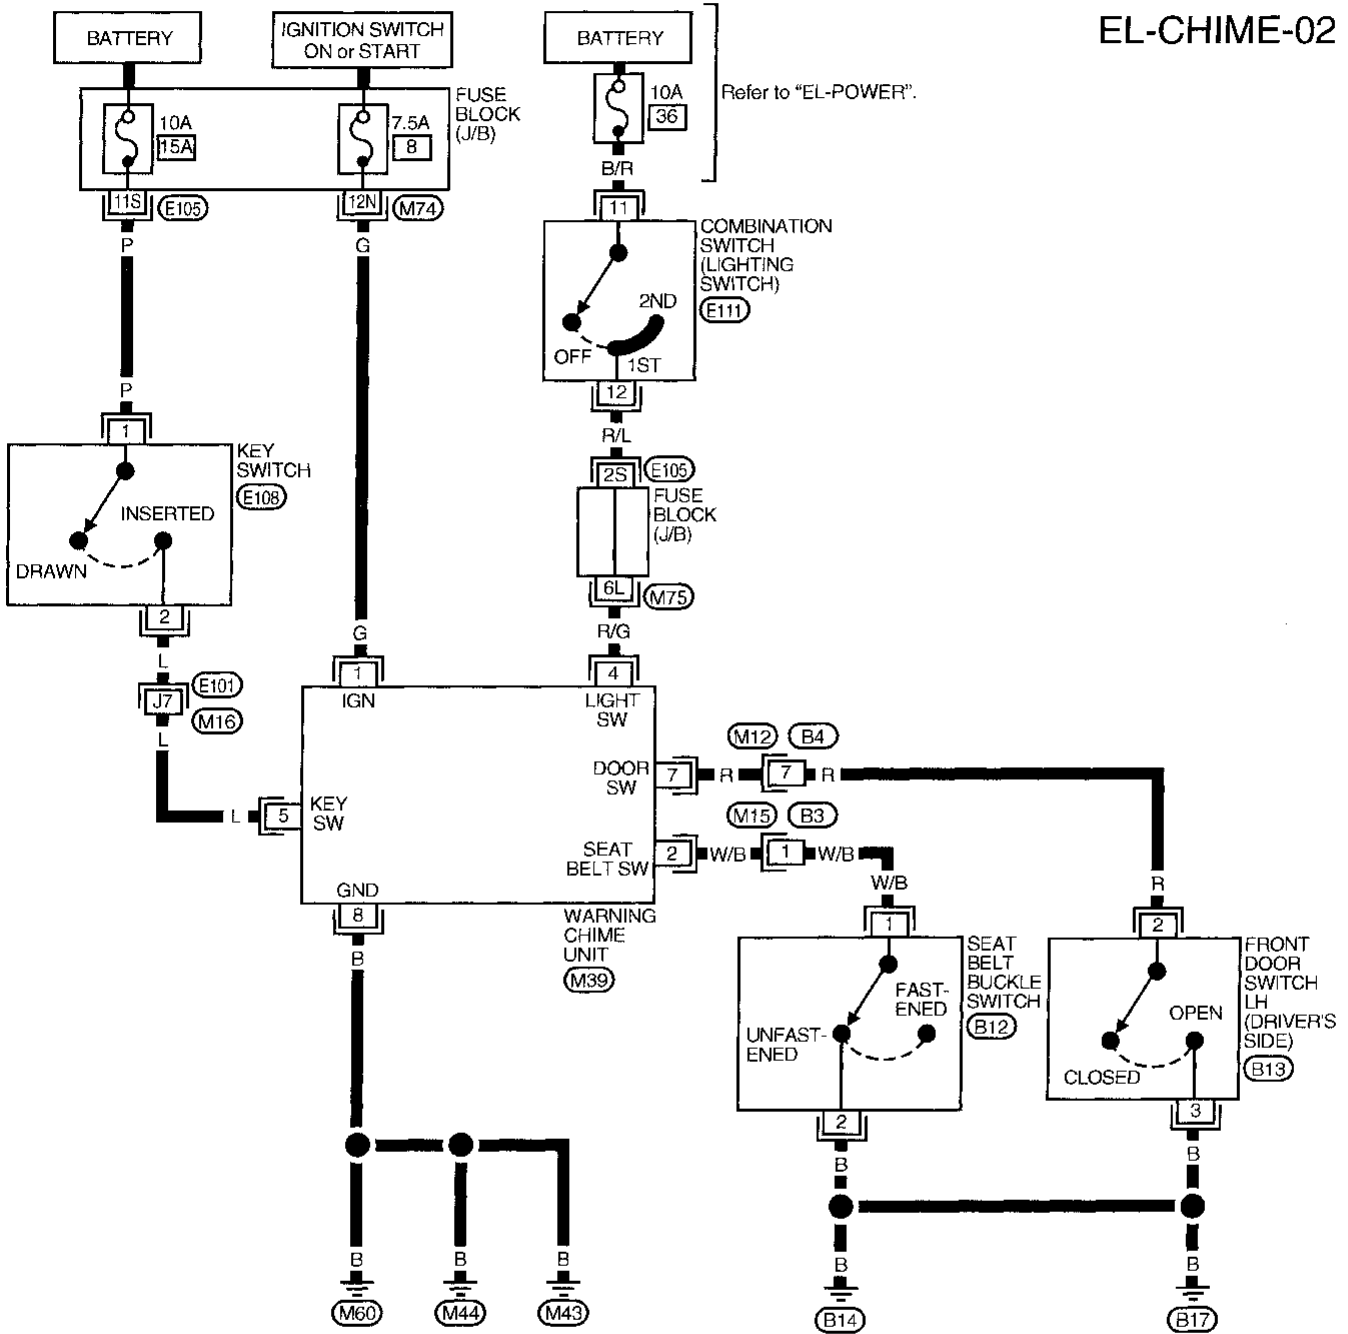 EL-CHIME-02
BATTERY
IGNITION SWITCH
ON or START
BATTERY
FUSE
BLOCK
(J/B)
10A
15A
7.5A
8
10A
36
Refer to "EL-POWER".
B/R
11S
E105
12N
M74
11
P
G
COMBINATION
SWITCH
(LIGHTING
SWITCH)
E111
2ND
OFF
1ST
12
P
R/L
1
KEY
SWITCH
E108
INSERTED
DRAWN
2S
E105
FUSE
BLOCK
(J/B)
6L
M75
2
G
R/G
L
J7
E101
M16
L
1
IGN
4
LIGHT
SW
M12
B4
DOOR
SW
7
R
7
R
L
5
KEY
SW
M15
B3
SEAT
BELT SW
2
W/B
1
W/B
W/B
R
GND
8
B
WARNING
CHIME
UNIT
M39
1
SEAT
BELT
BUCKLE
SWITCH
B12
FAST-
ENED
UNFAST-
ENED
2
2
FRONT
DOOR
SWITCH
LH
(DRIVER'S
SIDE)
B13
OPEN
CLOSED
3
B
B
B
B
B
B
B
M60
M44
M43
B14
B17